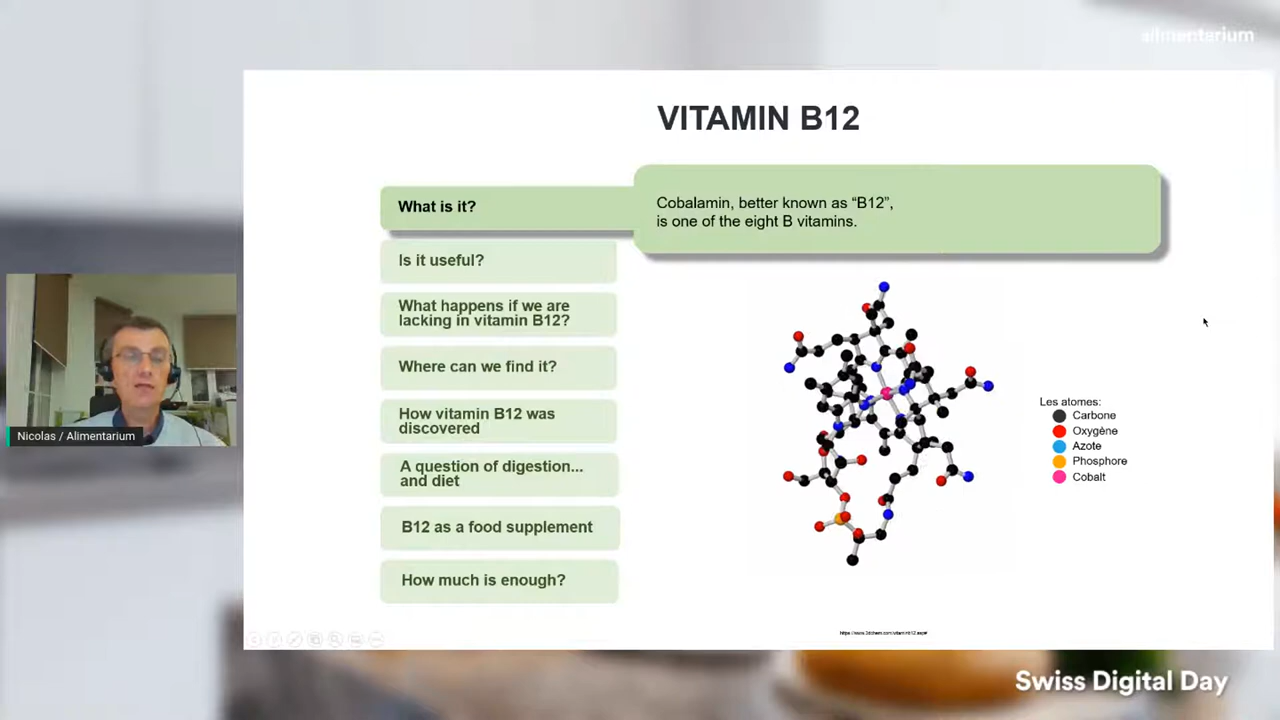 alimentarium
VITAMIN B12
What is it?
Cobalamin, better known as “B12”,
is one of the eight B vitamins.
Is it useful?
What happens if we are
lacking in vitamin B12?
Where can we find it?
How vitamin B12 was
discovered
A question of digestion...
and diet
B12 as a food supplement
How much is enough?
Les atomes:
Carbone
Oxygène
Azote
Phosphore
Cobalt
Nicolas / Alimentarium
Swiss Digital Day